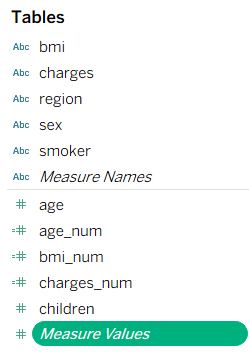 Tables
Abc bmi
Abc charges
Abc region
Abc sex
Abc smoker
Abc Measure Names
# age
=# age_num
=# bmi_num
=# charges_num
# children
# Measure Values